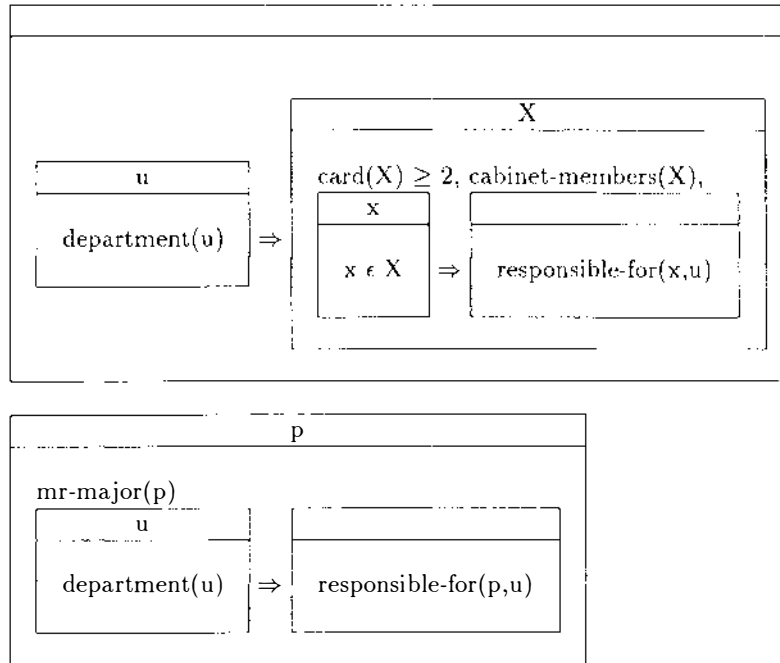 X
u
card(X) ≥ 2, cabinet-members(X),
x
department(u) ⇒ x ϵ X ⇒ responsible-for(x,u)
p
mr-major(p)
u
department(u) ⇒ responsible-for(p,u)